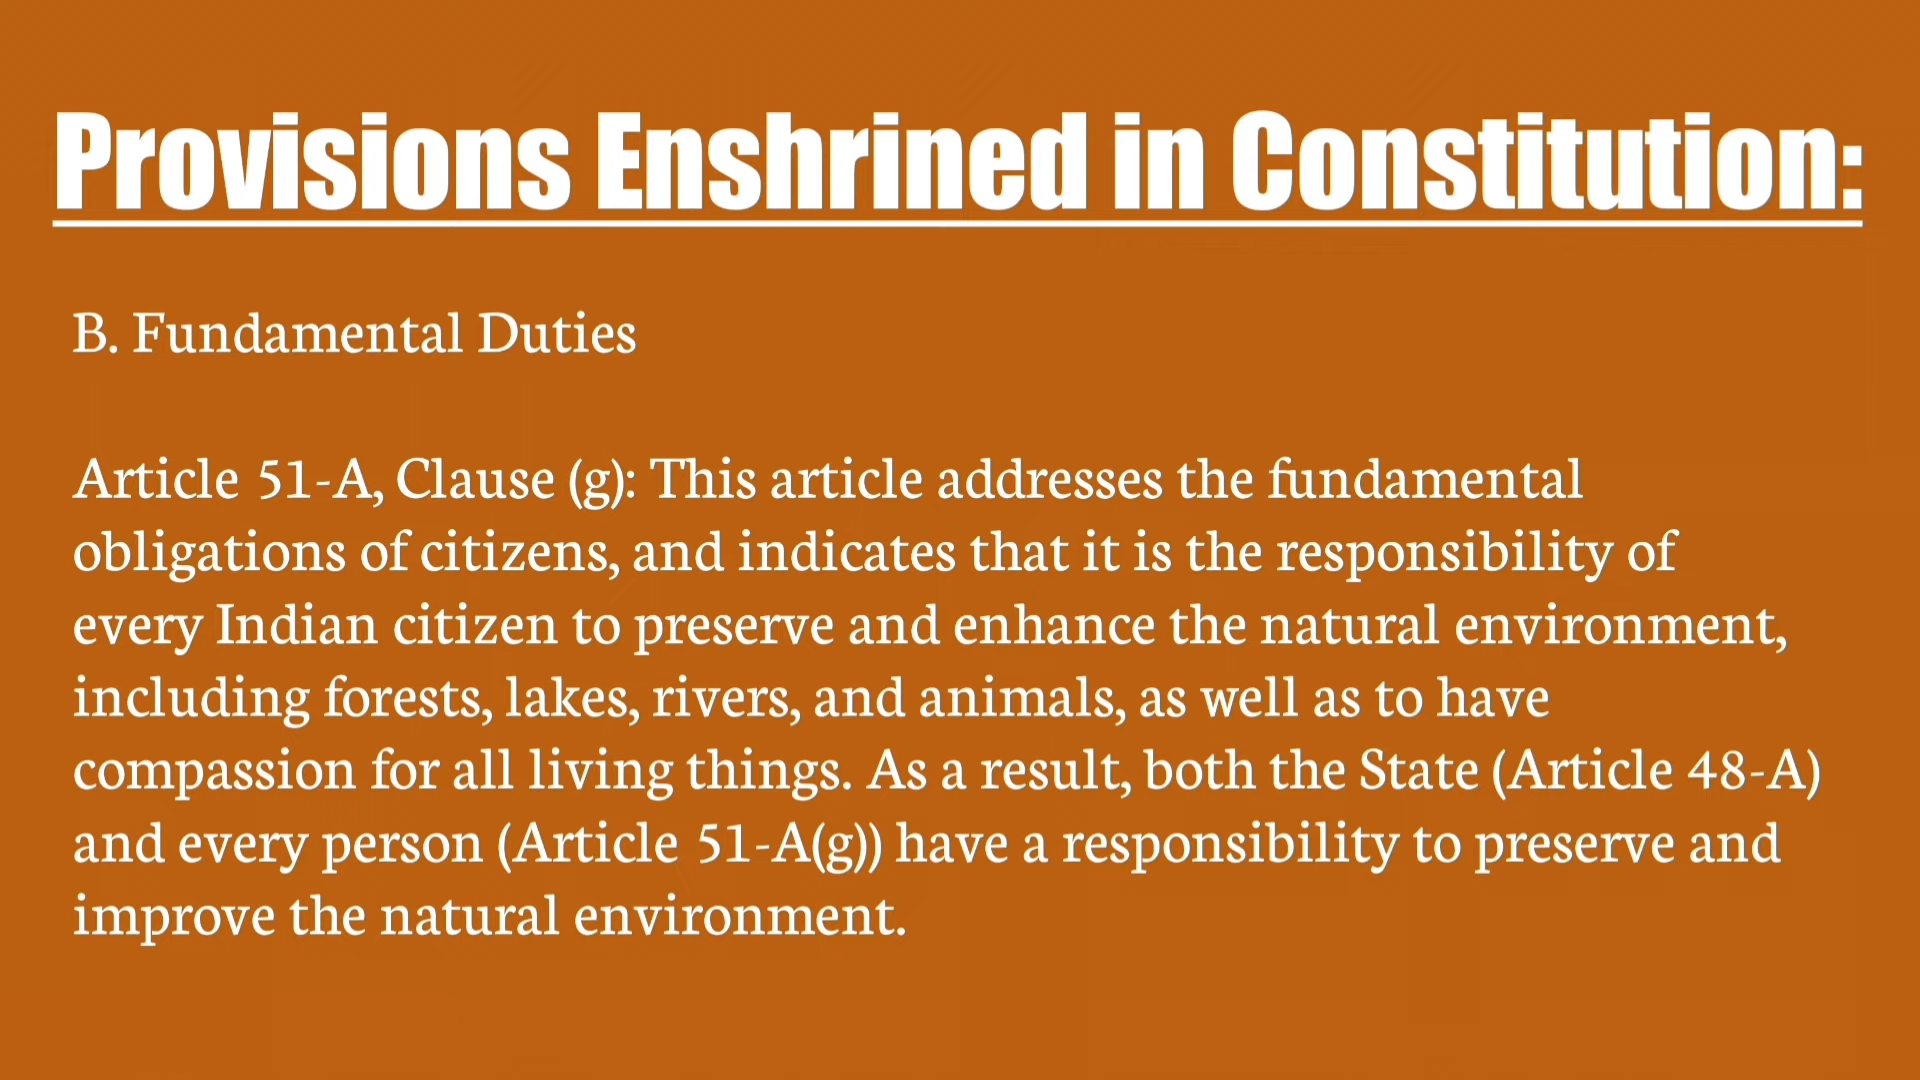 Provisions Enshrined in Constitution:
B. Fundamental Duties
Article 51-A, Clause (g): This article addresses the fundamental
obligations of citizens, and indicates that it is the responsibility of
every Indian citizen to preserve and enhance the natural environment,
including forests, lakes, rivers, and animals, as well as to have
compassion for all living things. As a result, both the State (Article 48-A)
and every person (Article 51-A(g)) have a responsibility to preserve and
improve the natural environment.